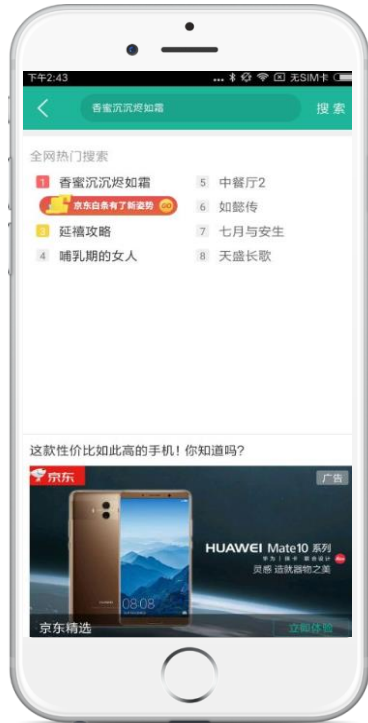 下午2:43
... 无SIM卡
香蜜沉沉烬如霜
搜索
全网热门搜索
1 香蜜沉沉烬如霜
京东白条有了新姿势 GO
3 延禧攻略
4 哺乳期的女人
5 中餐厅2
6 如懿传
7 七月与安生
8 天盛长歌
这款性价比如此高的手机！你知道吗？
京东
广告
HUAWEI Mate10 系列
灵感 造就器物之美
08:08
京东精选
立即体验